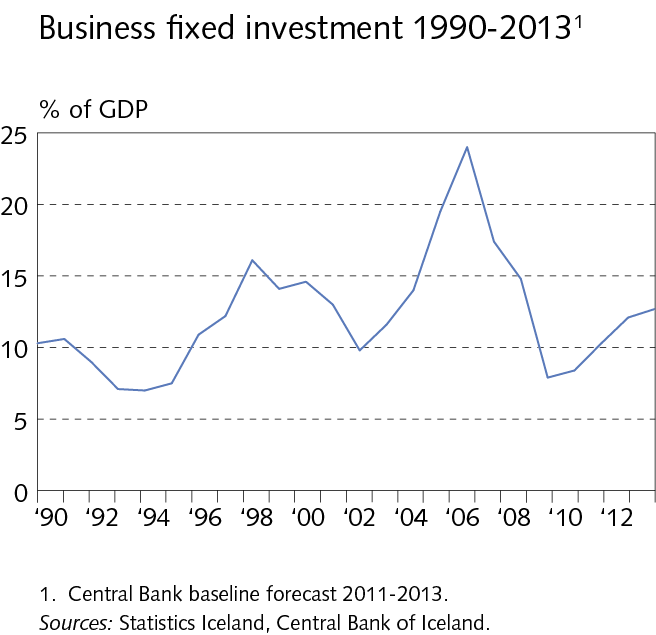 Business fixed investment 1990-2013¹
% of GDP
25
20
15
10
5
0
‘90 ‘92 ‘94 ‘96 ‘98 ‘00 ‘02 ‘04 ‘06 ‘08 ‘10 ‘12
1. Central Bank baseline forecast 2011-2013.
Sources: Statistics Iceland, Central Bank of Iceland.